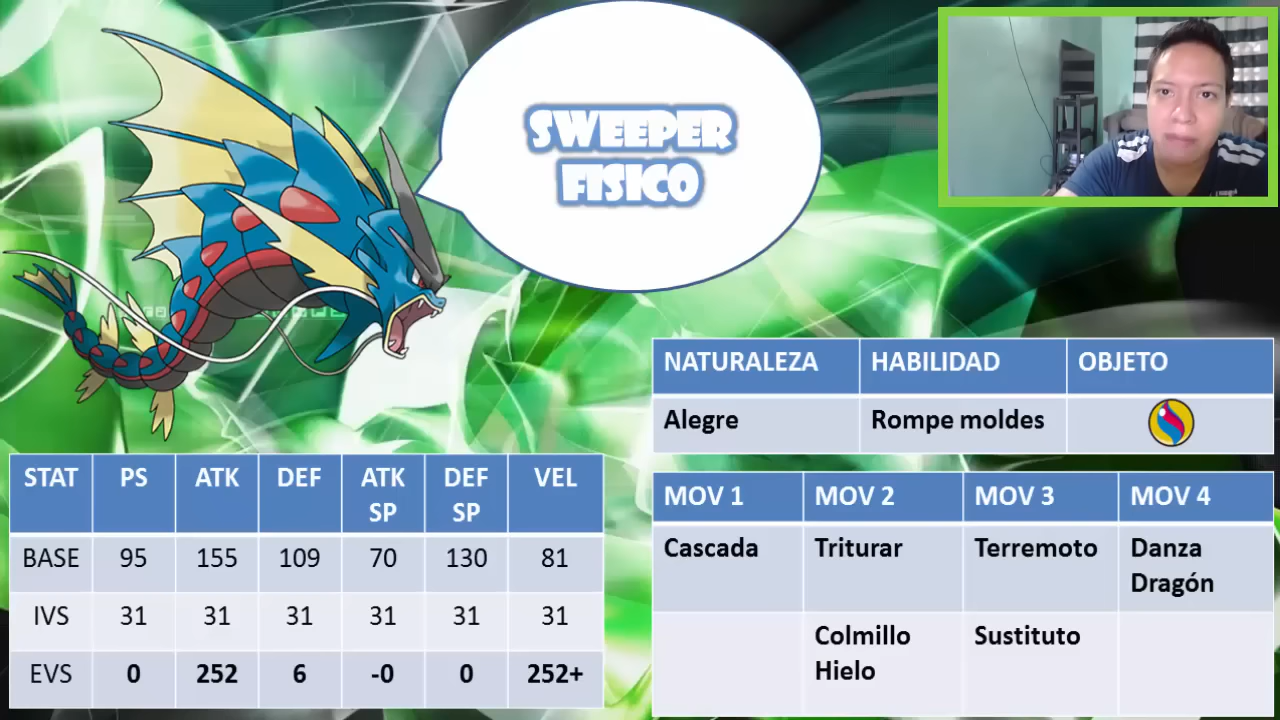 SWEEPER
FISICO
NATURALEZA HABILIDAD OBJETO
Alegre Rompe moldes
STAT PS ATK DEF ATK SP DEF SP VEL
BASE 95 155 109 70 130 81
IVS 31 31 31 31 31 31
EVS 0 252 6 -0 0 252+
MOV 1 MOV 2 MOV 3 MOV 4
Cascada Triturar Terremoto Danza Dragón
Colmillo Hielo Sustituto